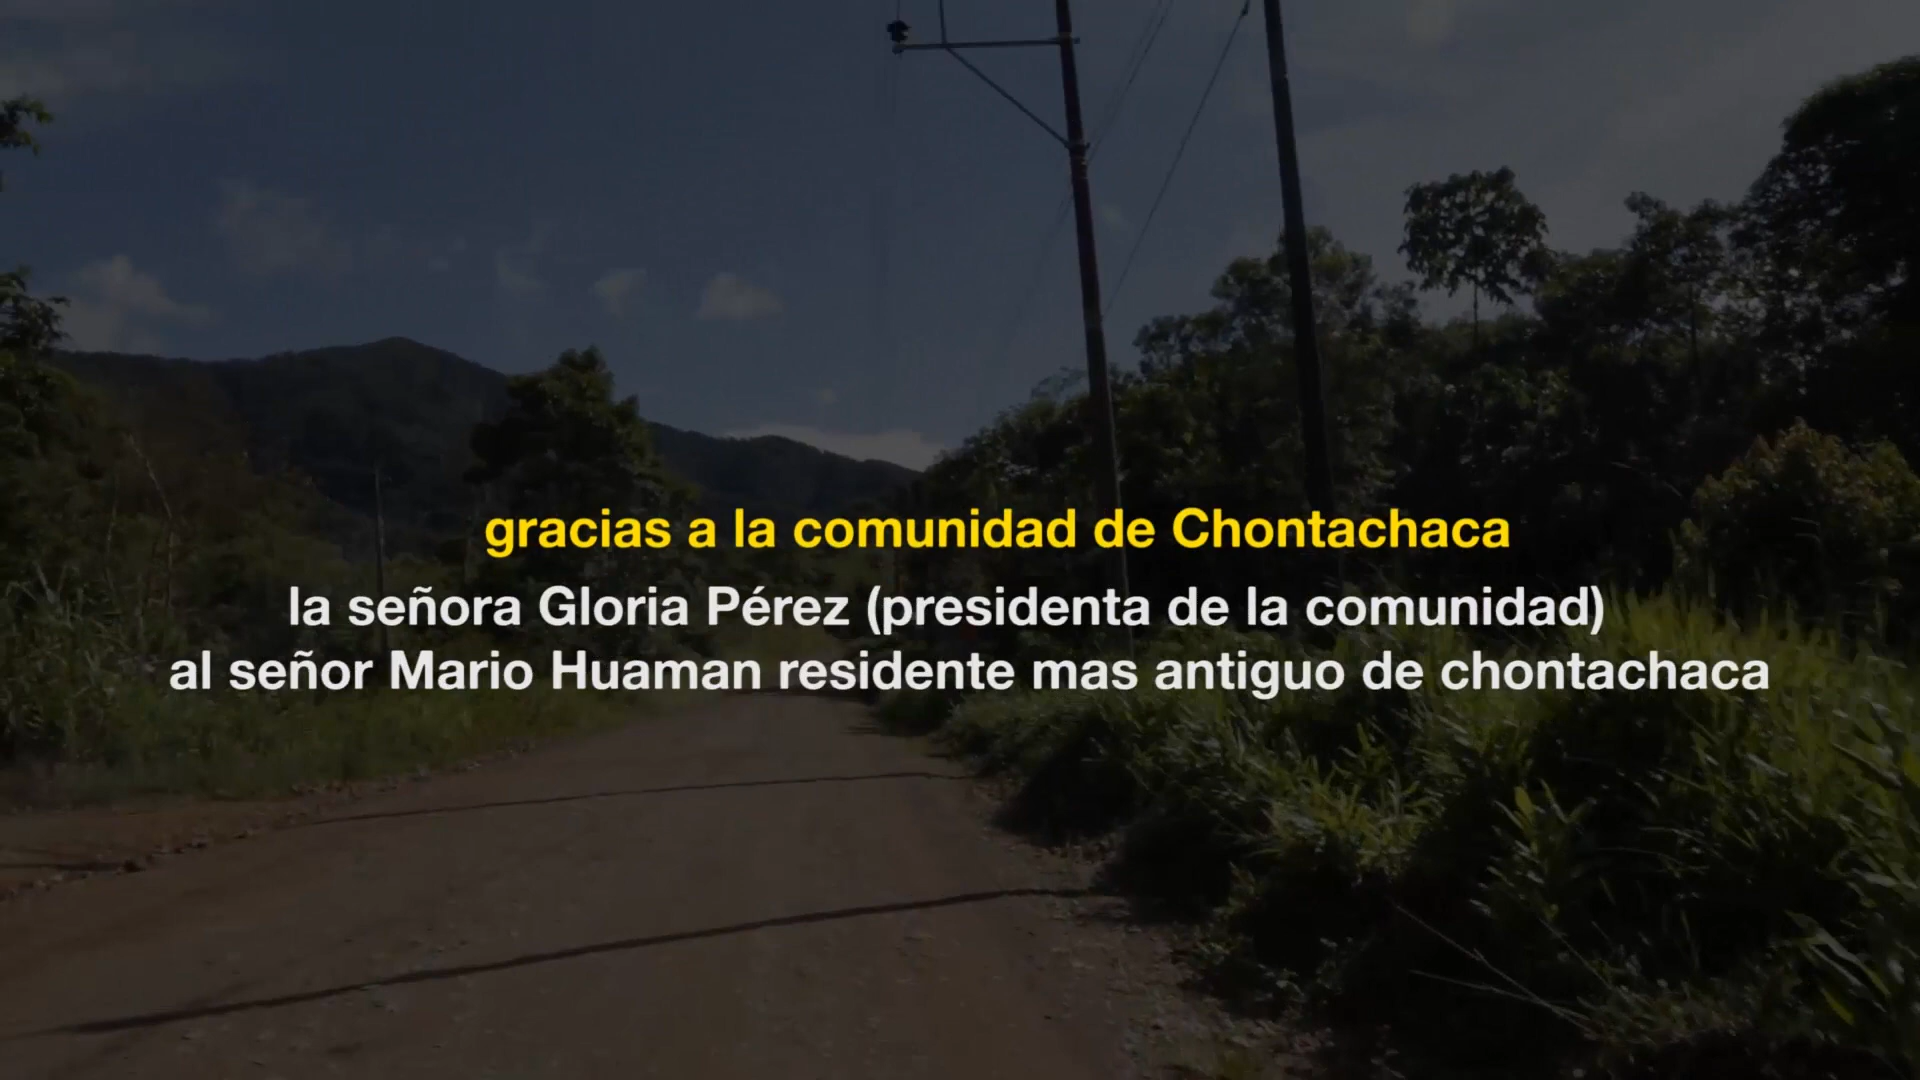 gracias a la comunidad de Chontachaca
la señora Gloria Pérez (presidenta de la comunidad)
al señor Mario Huaman residente mas antiguo de chontachaca